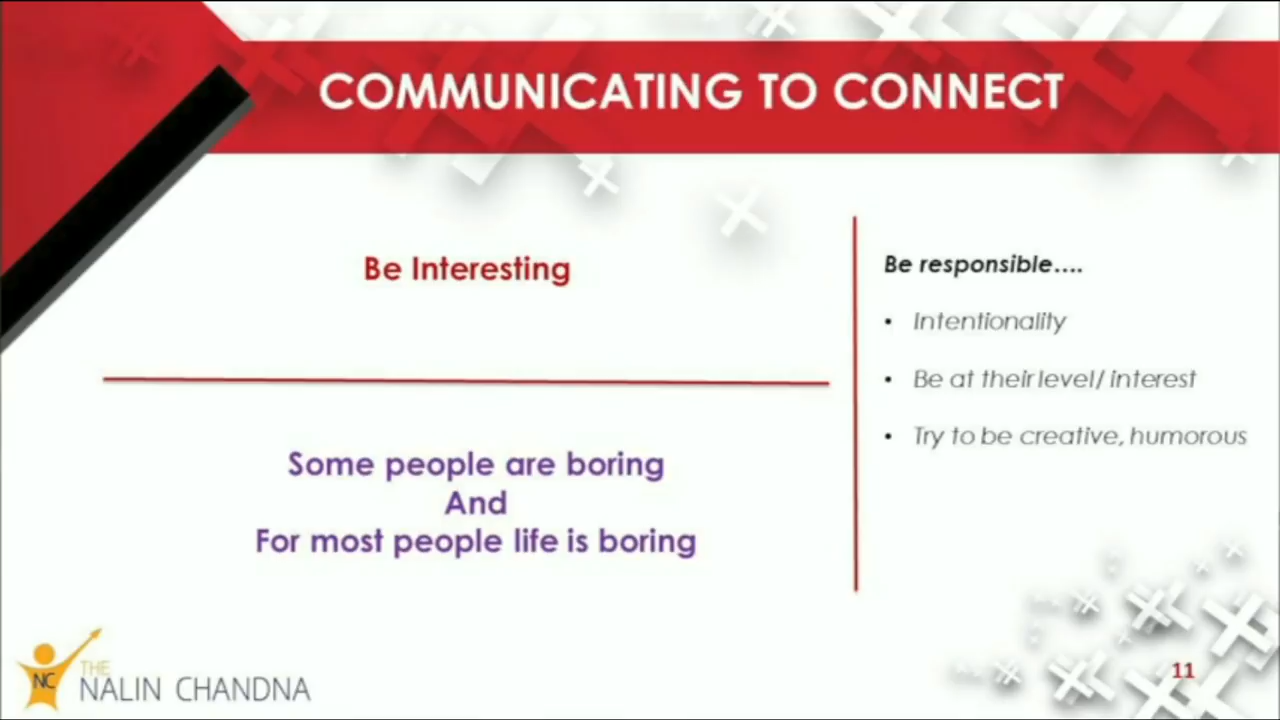 COMMUNICATING TO CONNECT
Be Interesting
Some people are boring
And
For most people life is boring
Be responsible....
• Intentionality
• Be at their level/ interest
• Try to be creative, humorous
NC
THE
NALIN CHANDNA
11